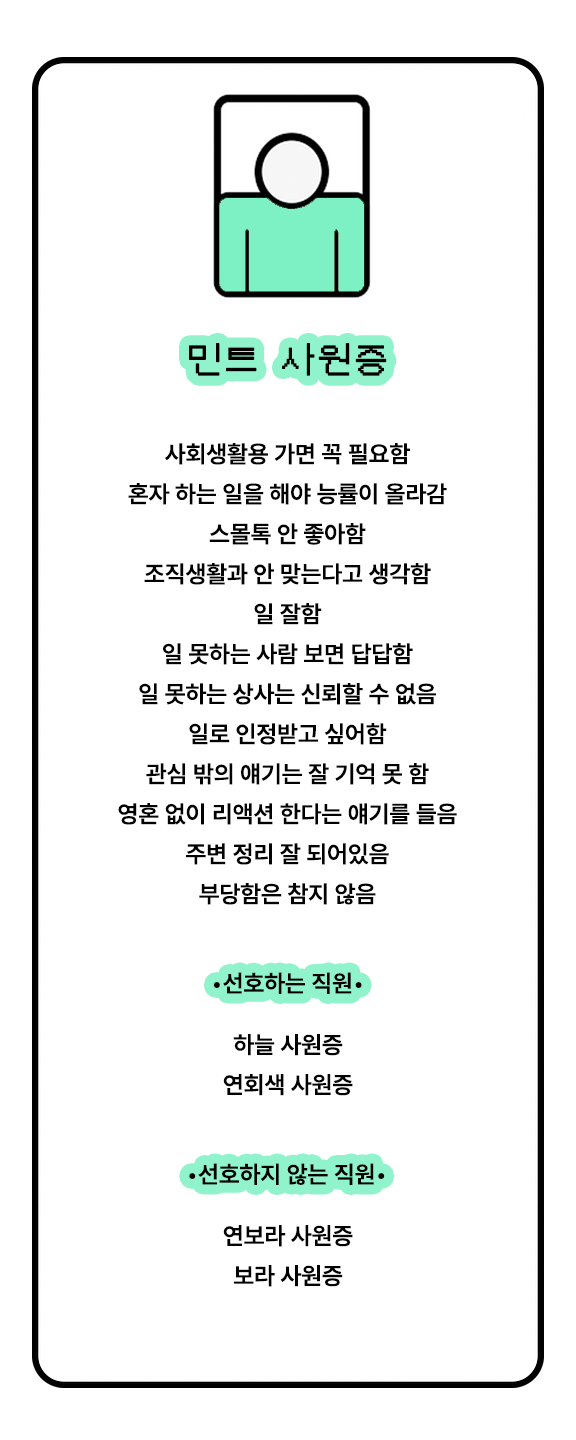 민트 사원증
사회생활용 가면 꼭 필요함
혼자 하는 일을 해야 능률이 올라감
스몰톡 안 좋아함
조직생활과 안 맞는다고 생각함
일 잘함
일 못하는 사람 보면 답답함
일 못하는 상사는 신뢰할 수 없음
일로 인정받고 싶어함
관심 밖의 얘기는 잘 기억 못 함
영혼 없이 리액션 한다는 얘기를 들음
주변 정리 잘 되어있음
부당함은 참지 않음
•선호하는 직원•
하늘 사원증
연회색 사원증
•선호하지 않는 직원•
연보라 사원증
보라 사원증